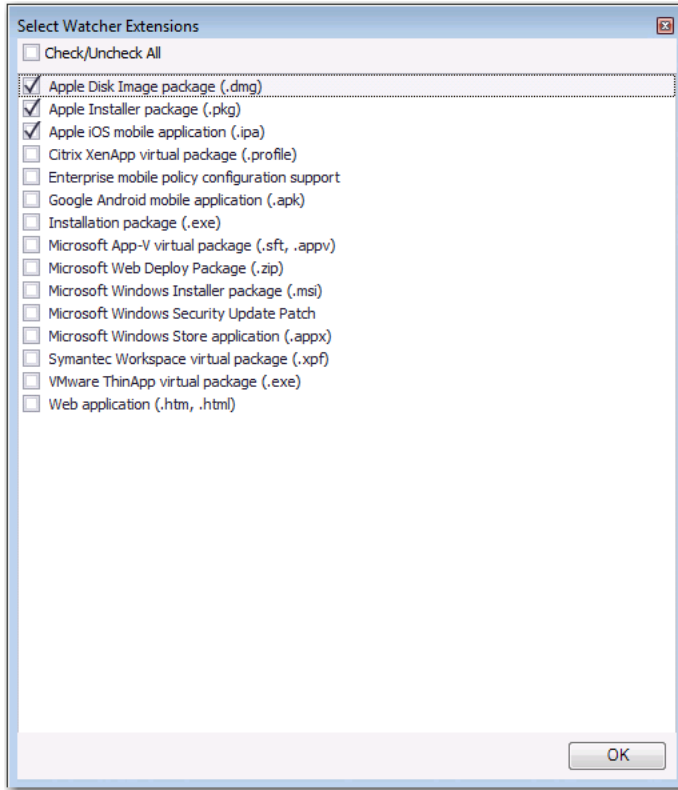 Select Watcher Extensions
Check/Uncheck All
Apple Disk Image package (.dmg)
Apple Installer package (.pkg)
Apple iOS mobile application (.ipa)
Citrix XenApp virtual package (.profile)
Enterprise mobile policy configuration support
Google Android mobile application (.apk)
Installation package (.exe)
Microsoft App-V virtual package (.sft, .appv)
Microsoft Web Deploy Package (.zip)
Microsoft Windows Installer package (.msi)
Microsoft Windows Security Update Patch
Microsoft Windows Store application (.appx)
Symantec Workspace virtual package (.xpf)
VMware ThinApp virtual package (.exe)
Web application (.htm, .html)
OK